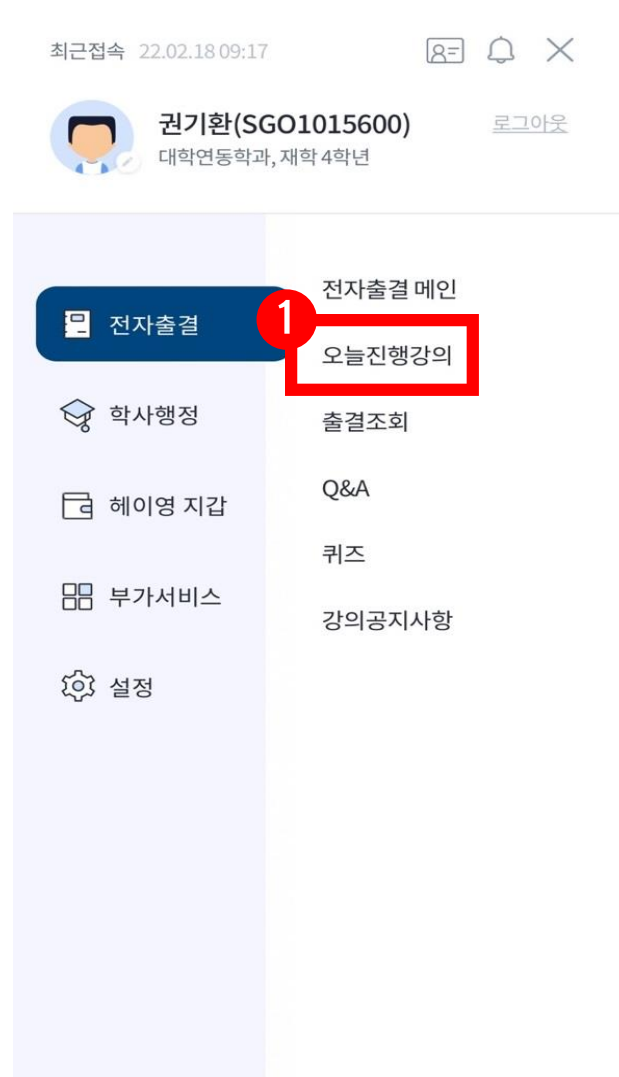 최근접속 22.02.18 09:17
권기환(SGO1015600) 로그아웃
대학연동학과, 재학 4학년
전자출결
학사행정
헤이영 지갑
부가서비스
설정
전자출결 메인
1
오늘진행강의
출결조회
Q&A
퀴즈
강의공지사항